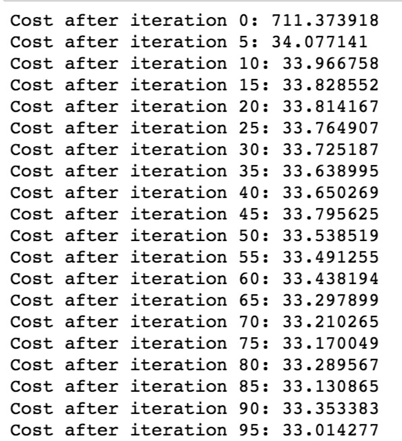 Cost after iteration 0: 711.373918
Cost after iteration 5: 34.077141
Cost after iteration 10: 33.966758
Cost after iteration 15: 33.828552
Cost after iteration 20: 33.814167
Cost after iteration 25: 33.764907
Cost after iteration 30: 33.725187
Cost after iteration 35: 33.638995
Cost after iteration 40: 33.650269
Cost after iteration 45: 33.795625
Cost after iteration 50: 33.538519
Cost after iteration 55: 33.491255
Cost after iteration 60: 33.438194
Cost after iteration 65: 33.297899
Cost after iteration 70: 33.210265
Cost after iteration 75: 33.170049
Cost after iteration 80: 33.289567
Cost after iteration 85: 33.130865
Cost after iteration 90: 33.353383
Cost after iteration 95: 33.014277